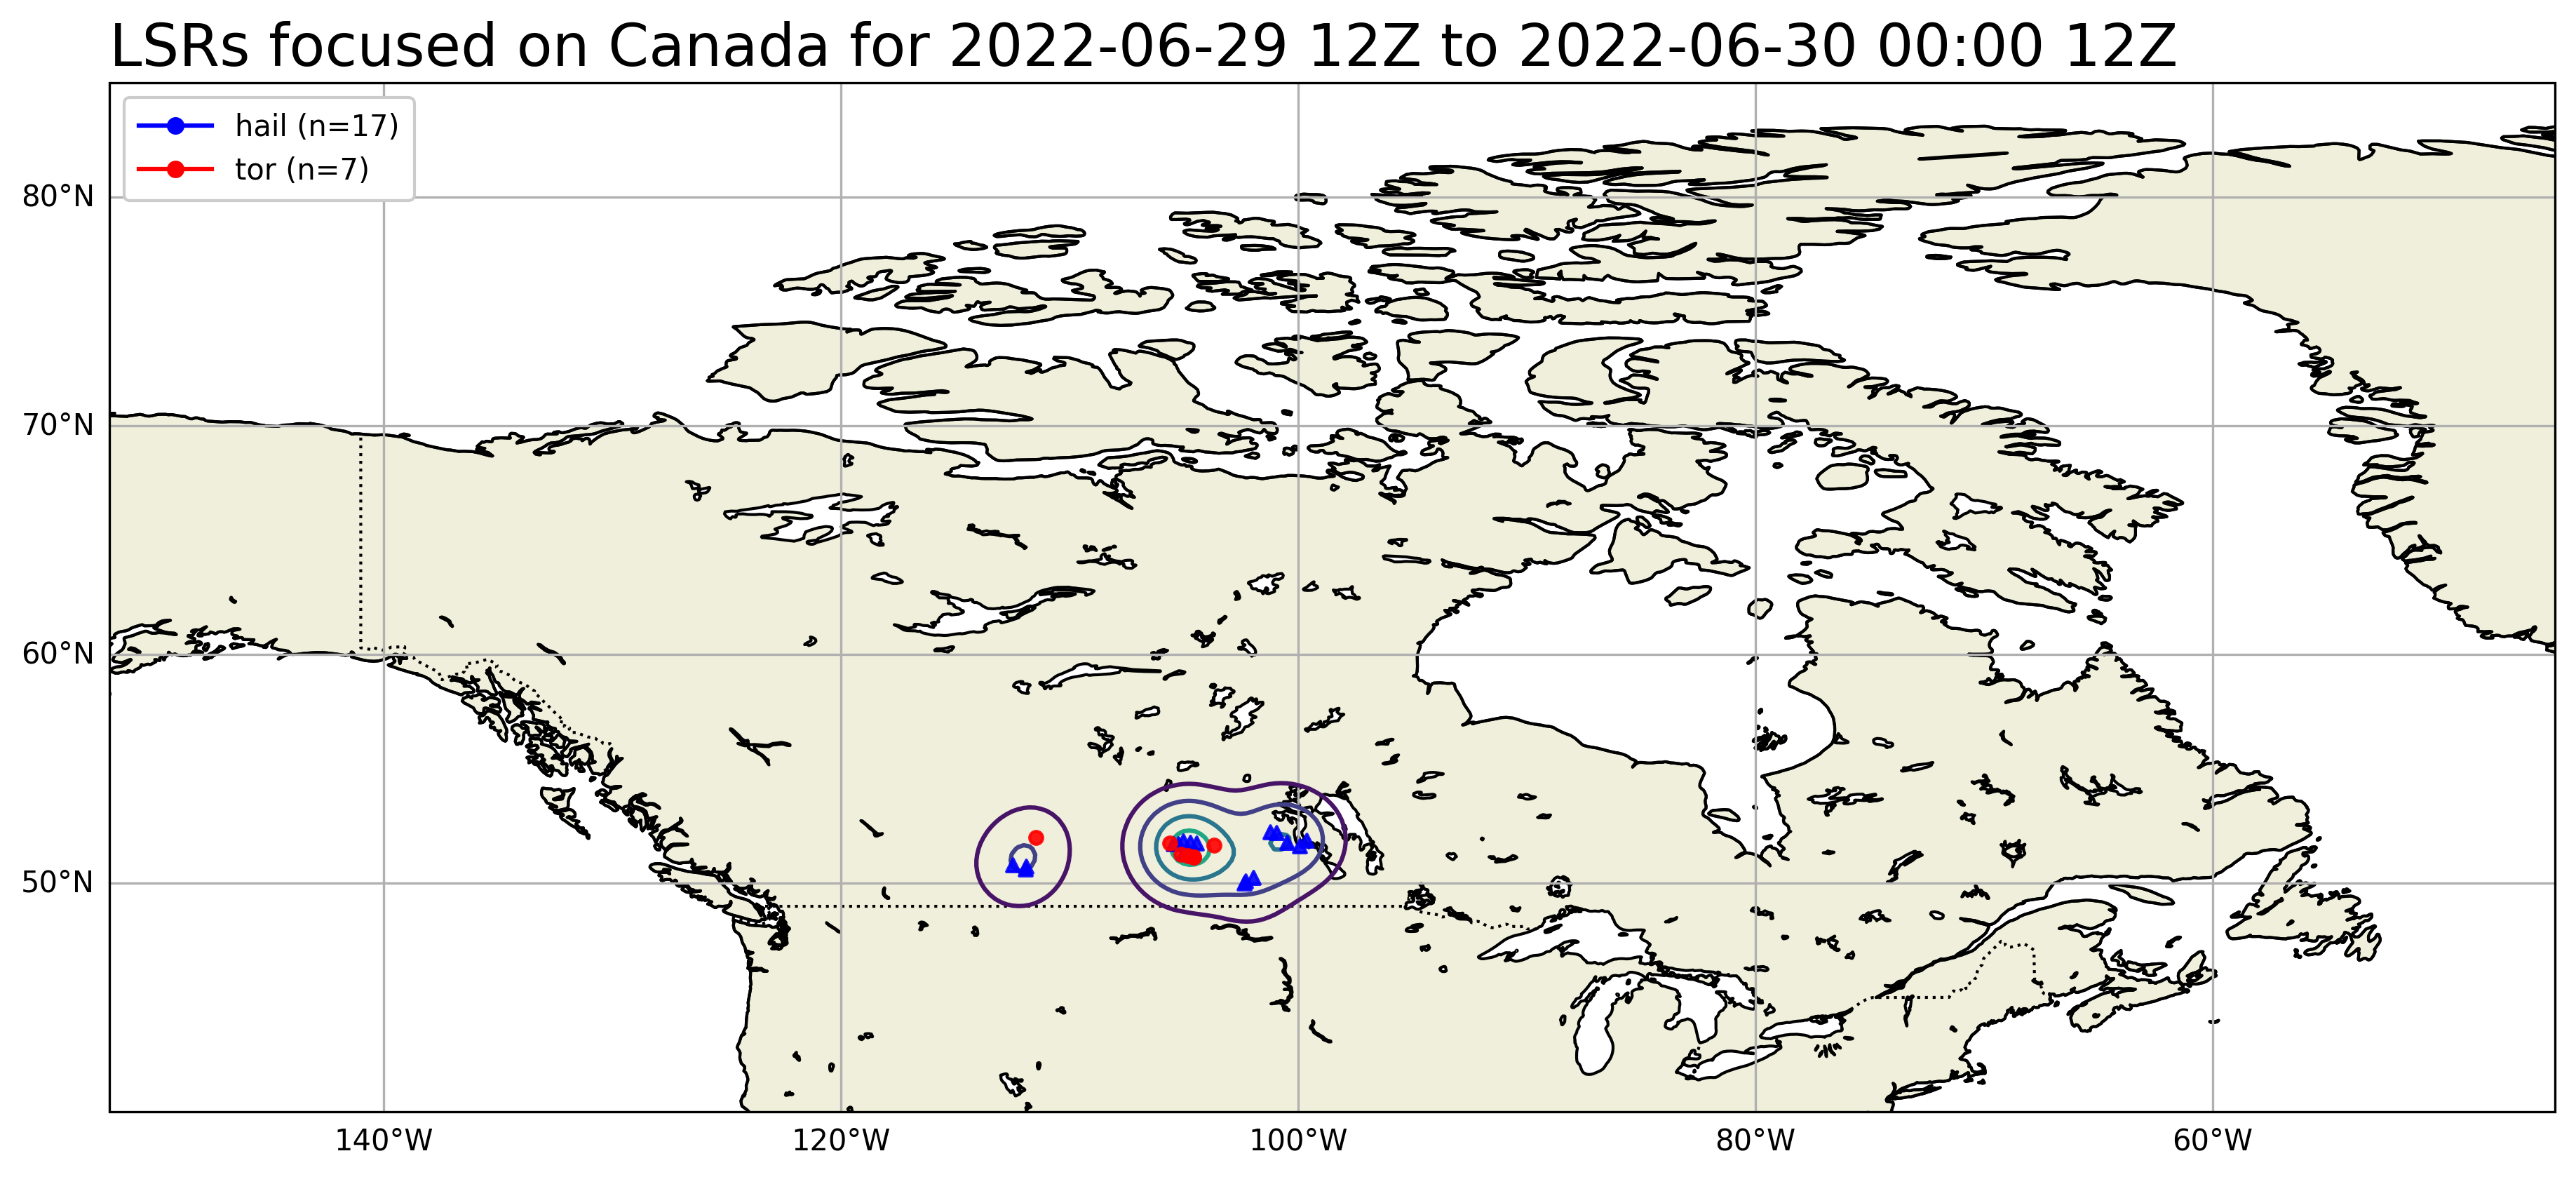 LSRs focused on Canada for 2022-06-29 12Z to 2022-06-30 00:00 12Z
hail (n=17)
tor (n=7)
80°N
70°N
60°N
50°N
140°W
120°W
100°W
80°W
60°W